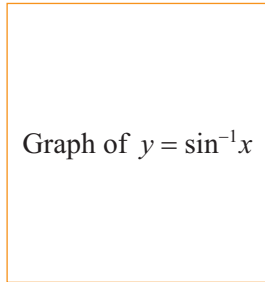 Graph of y = sin⁻¹x